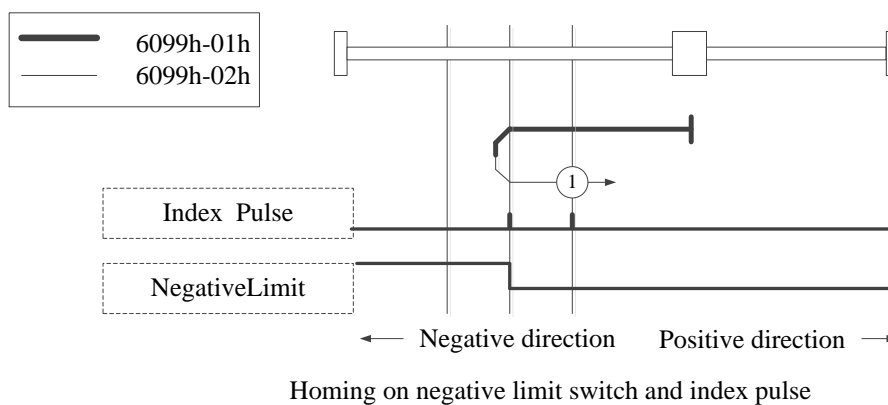 6099h-01h
6099h-02h
1
Index Pulse
NegativeLimit
Negative direction
Positive direction
Homing on negative limit switch and index pulse